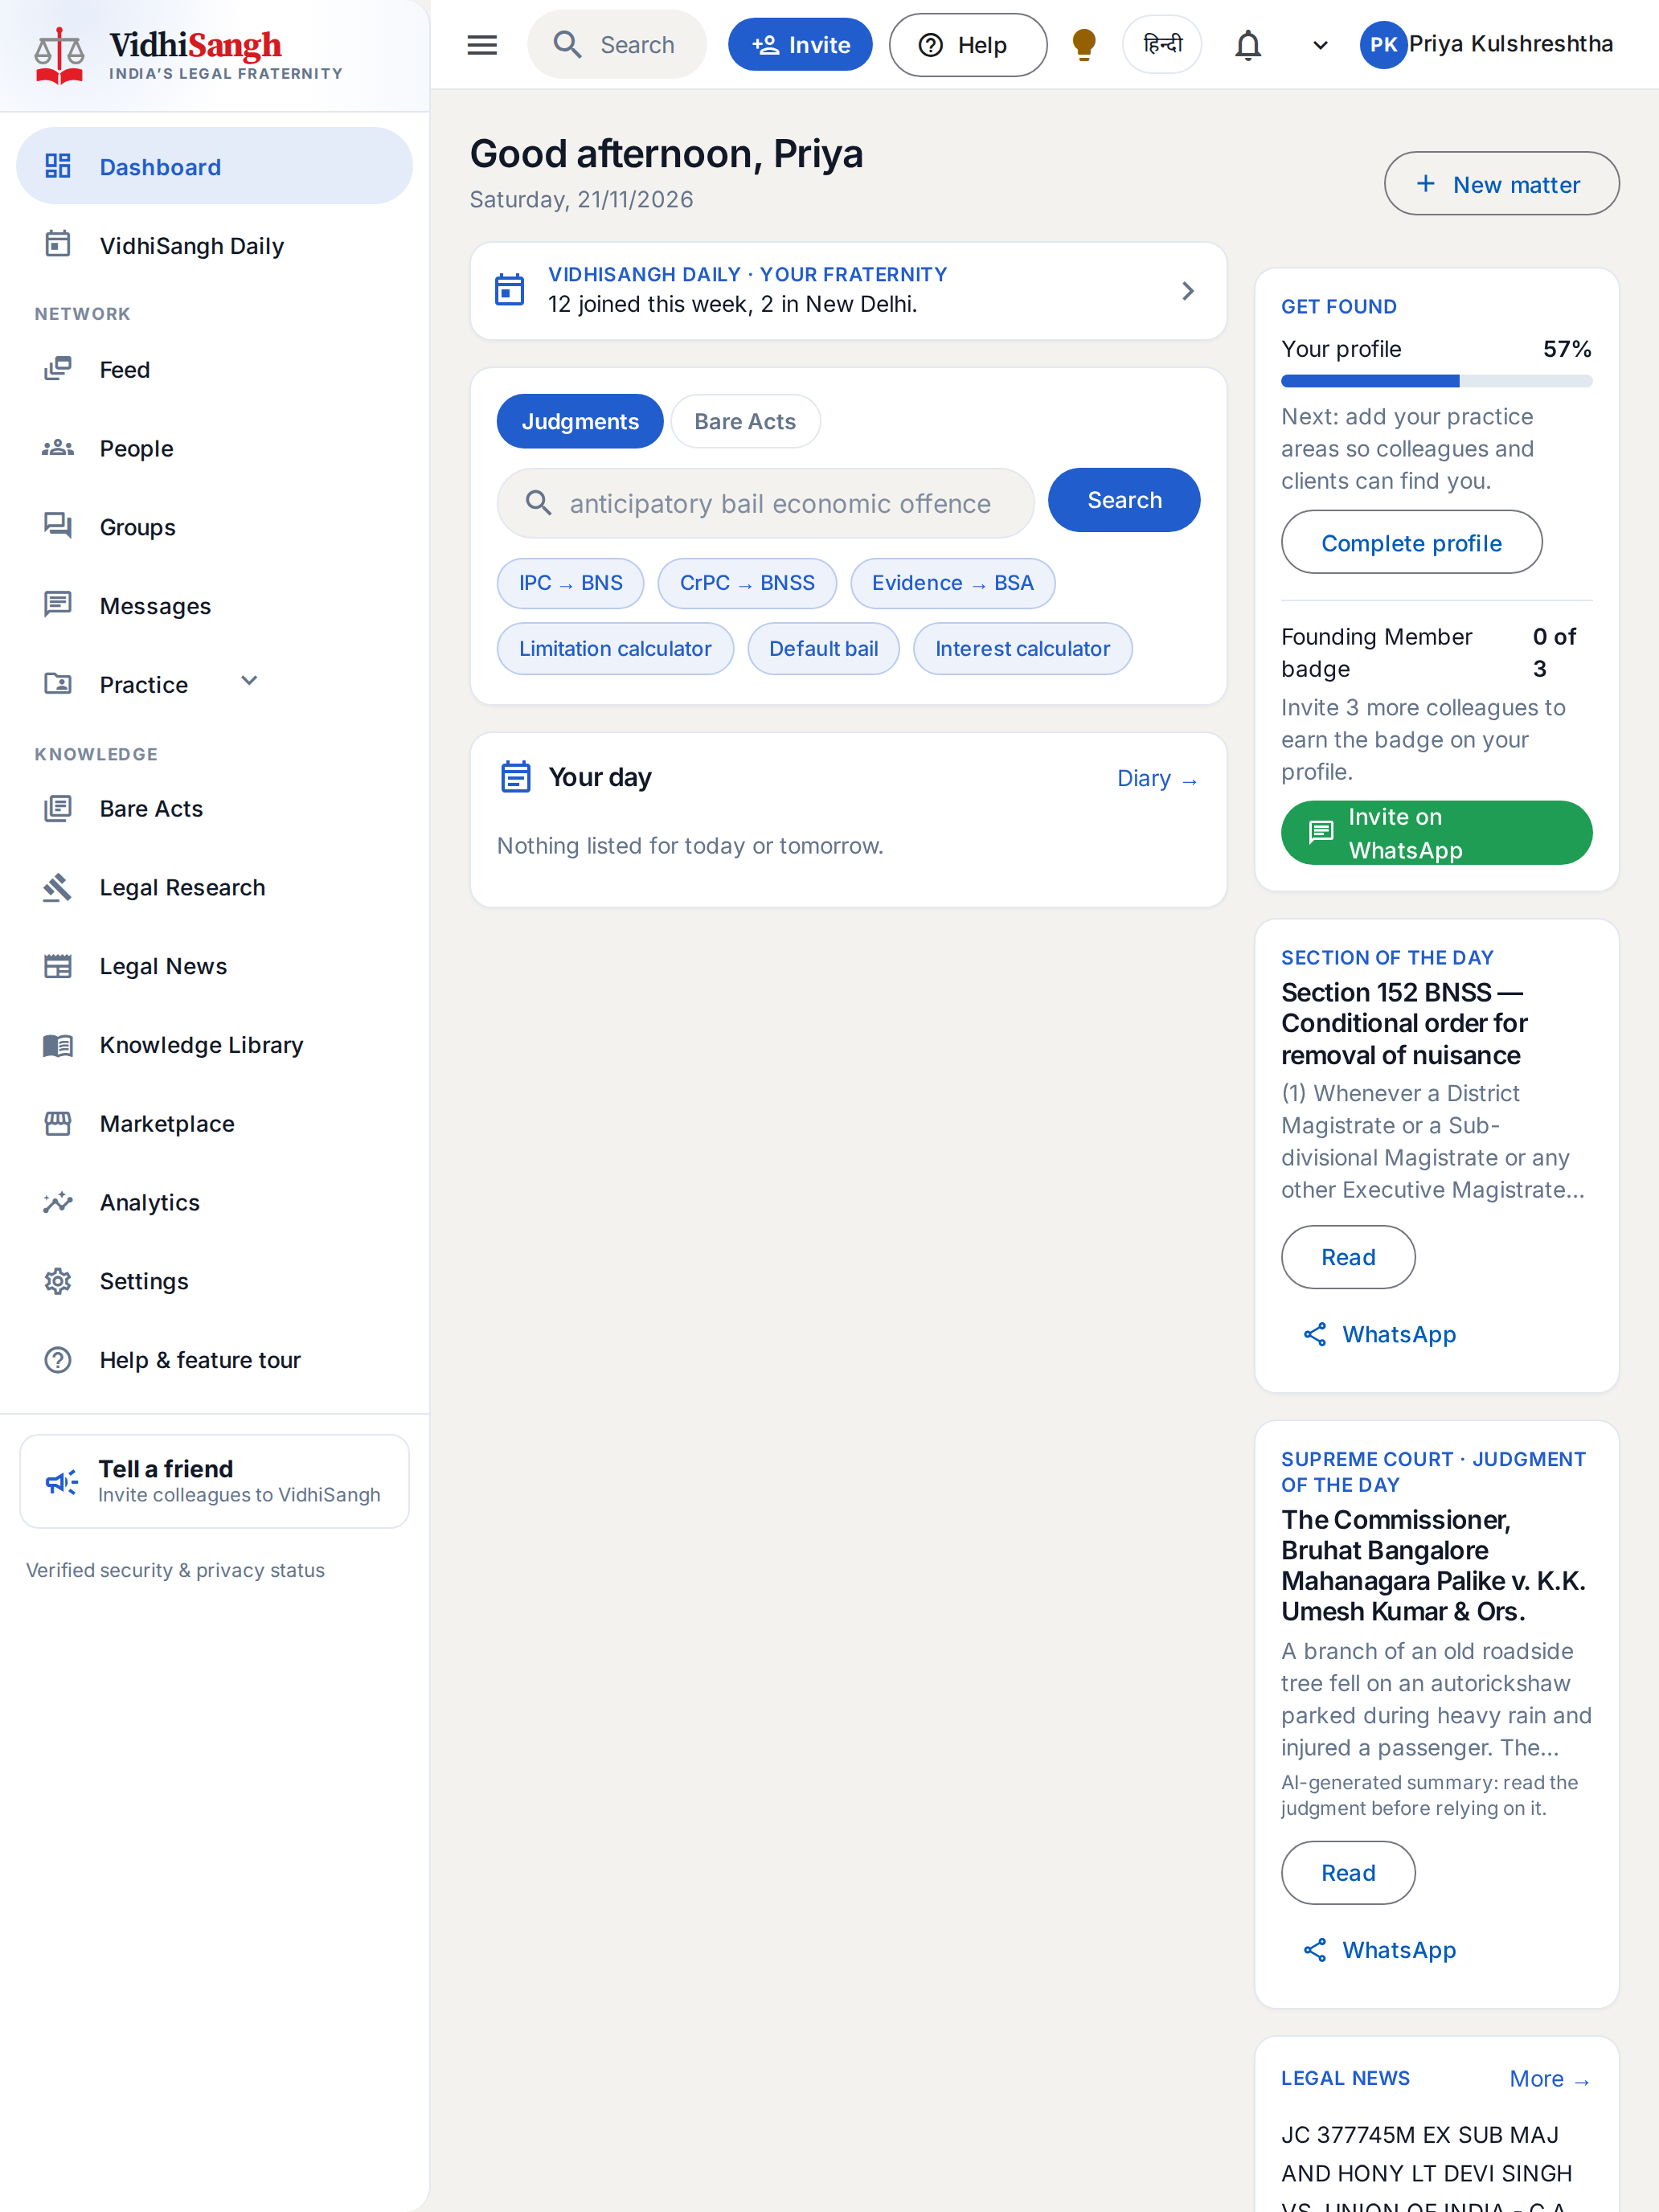 VidhiSangh
INDIA'S LEGAL FRATERNITY
Dashboard
VidhiSangh Daily
NETWORK
Feed
People
Groups
Messages
Practice
KNOWLEDGE
Bare Acts
Legal Research
Legal News
Knowledge Library
Marketplace
Analytics
Settings
Help & feature tour
Tell a friend
Invite colleagues to VidhiSangh
Verified security & privacy status
Search
Invite
Help
हिन्दी
PK
Priya Kulshreshtha
Good afternoon, Priya
Saturday, 21/11/2026
New matter
VIDHISANGH DAILY · YOUR FRATERNITY
12 joined this week, 2 in New Delhi.
Judgments
Bare Acts
anticipatory bail economic offence
Search
IPC → BNS
CrPC → BNSS
Evidence → BSA
Limitation calculator
Default bail
Interest calculator
Your day
Diary →
Nothing listed for today or tomorrow.
GET FOUND
Your profile 57%
Next: add your practice
areas so colleagues and
clients can find you.
Complete profile
Founding Member 0 of
badge 3
Invite 3 more colleagues to
earn the badge on your
profile.
Invite on
WhatsApp
SECTION OF THE DAY
Section 152 BNSS —
Conditional order for
removal of nuisance
(1) Whenever a District
Magistrate or a Sub-
divisional Magistrate or any
other Executive Magistrate...
Read
WhatsApp
SUPREME COURT · JUDGMENT
OF THE DAY
The Commissioner,
Bruhat Bangalore
Mahanagara Palike v. K.K.
Umesh Kumar & Ors.
A branch of an old roadside
tree fell on an autorickshaw
parked during heavy rain and
injured a passenger. The...
AI-generated summary: read the
judgment before relying on it.
Read
WhatsApp
LEGAL NEWS
More →
JC 377745M EX SUB MAJ
AND HONY LT DEVI SINGH
VS. UNION OF INDIA - C.A.